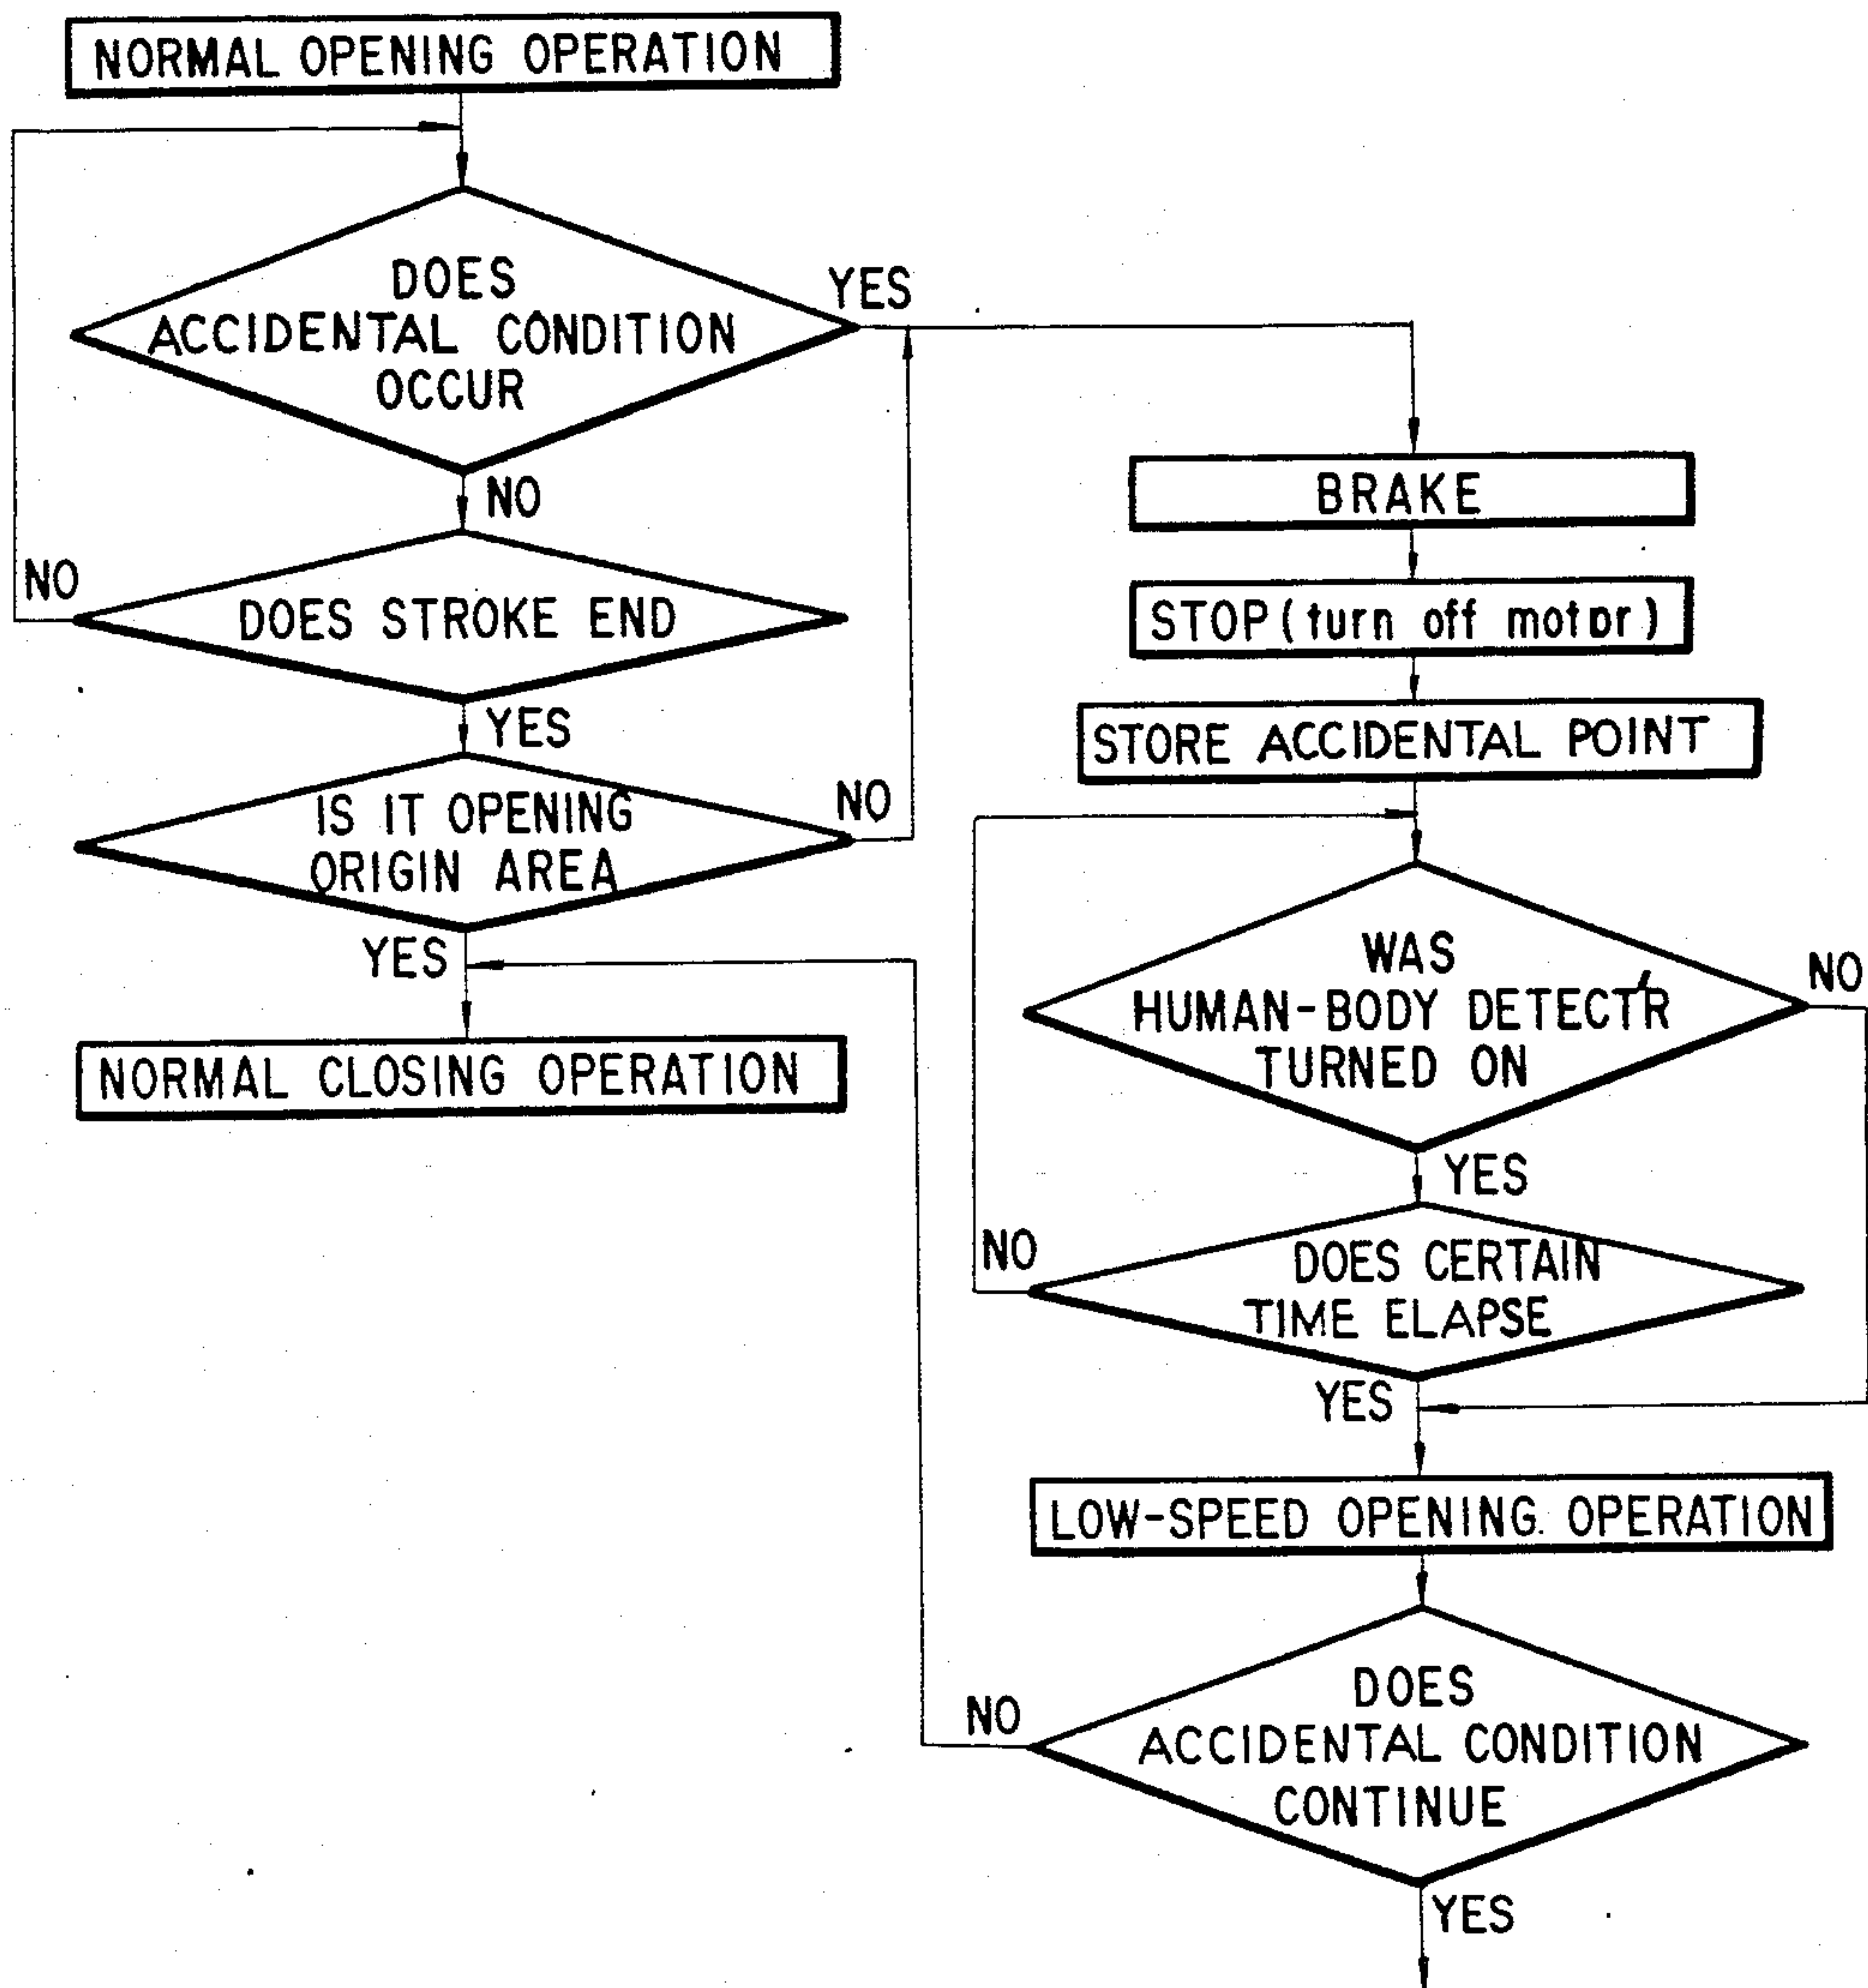 NORMAL OPENING OPERATION
DOES
ACCIDENTAL CONDITION
OCCUR
YES
NO
DOES STROKE END
NO
YES
IS IT OPENING
ORIGIN AREA
NO
YES
NORMAL CLOSING OPERATION
BRAKE
STOP (turn off motor)
STORE ACCIDENTAL POINT
WAS
HUMAN-BODY DETECT'R
TURNED ON
NO
YES
DOES CERTAIN
TIME ELAPSE
NO
YES
LOW-SPEED OPENING OPERATION
DOES
ACCIDENTAL CONDITION
CONTINUE
NO
YES